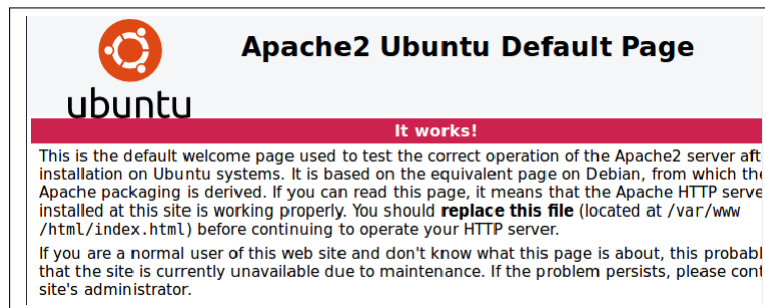 ubuntu
Apache2 Ubuntu Default Page
It works!
This is the default welcome page used to test the correct operation of the Apache2 server
installation on Ubuntu systems. It is based on the equivalent page on Debian, from which
Apache packaging is derived. If you can read this page, it means that the Apache HTTP
installed at this site is working properly. You should replace this file (located at /var/www
/html/index.html) before continuing to operate your HTTP server.
If you are a normal user of this web site and don't know what this page is about, this
that the site is currently unavailable due to maintenance. If the problem persists, please
site's administrator.